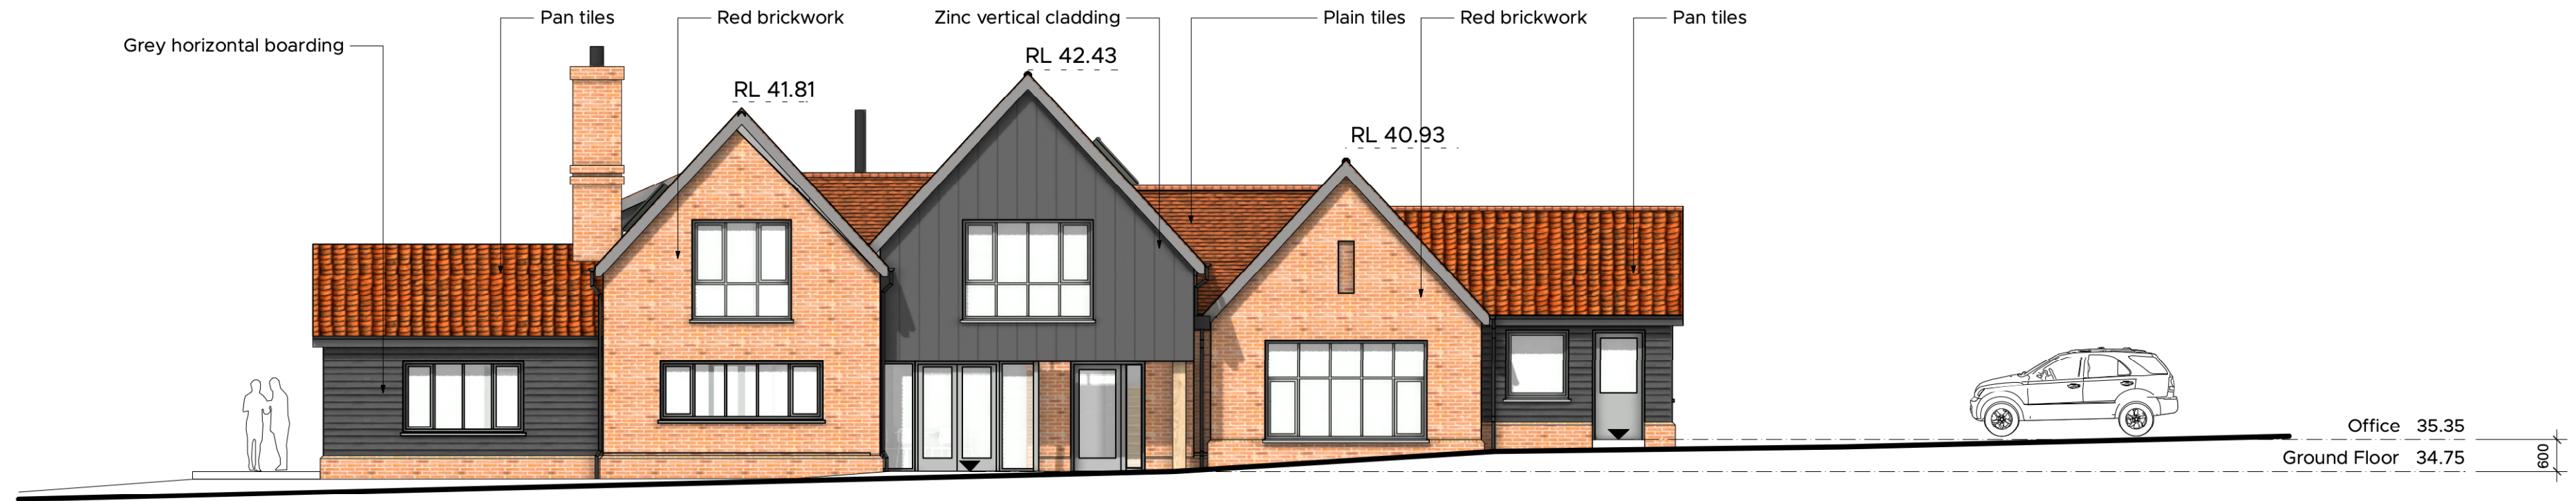 Pan tiles
Red brickwork
Zinc vertical cladding
Plain tiles
Red brickwork
Pan tiles
Grey horizontal boarding
RL 42.43
RL 41.81
RL 40.93
Office 35.35
Ground Floor 34.75
600